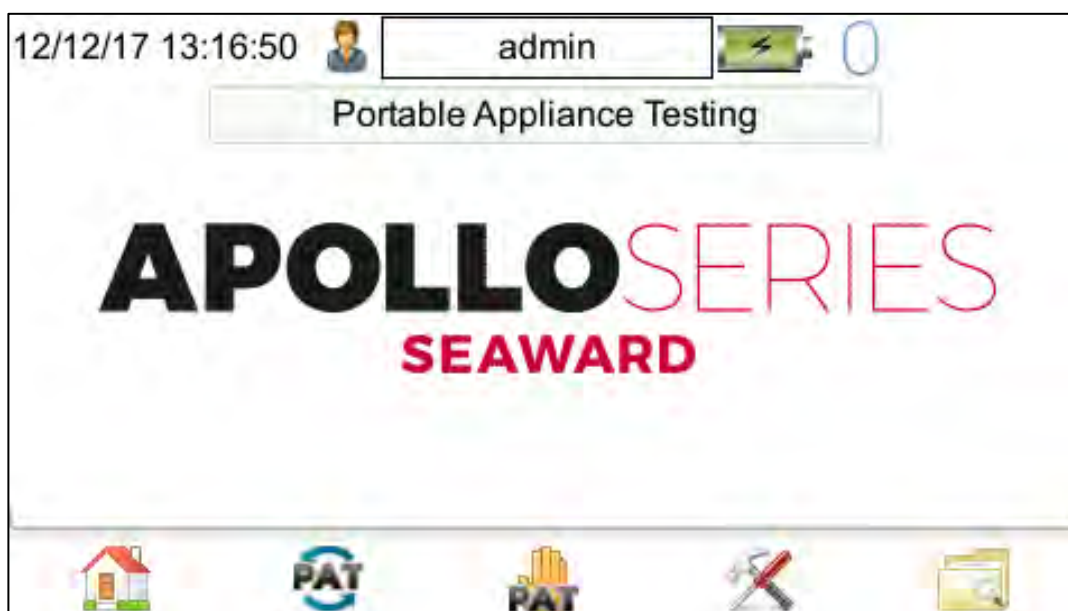 12/12/17 13:16:50 admin
Portable Appliance Testing
APOLLOSERIES
SEAWARD
PAT
PAT